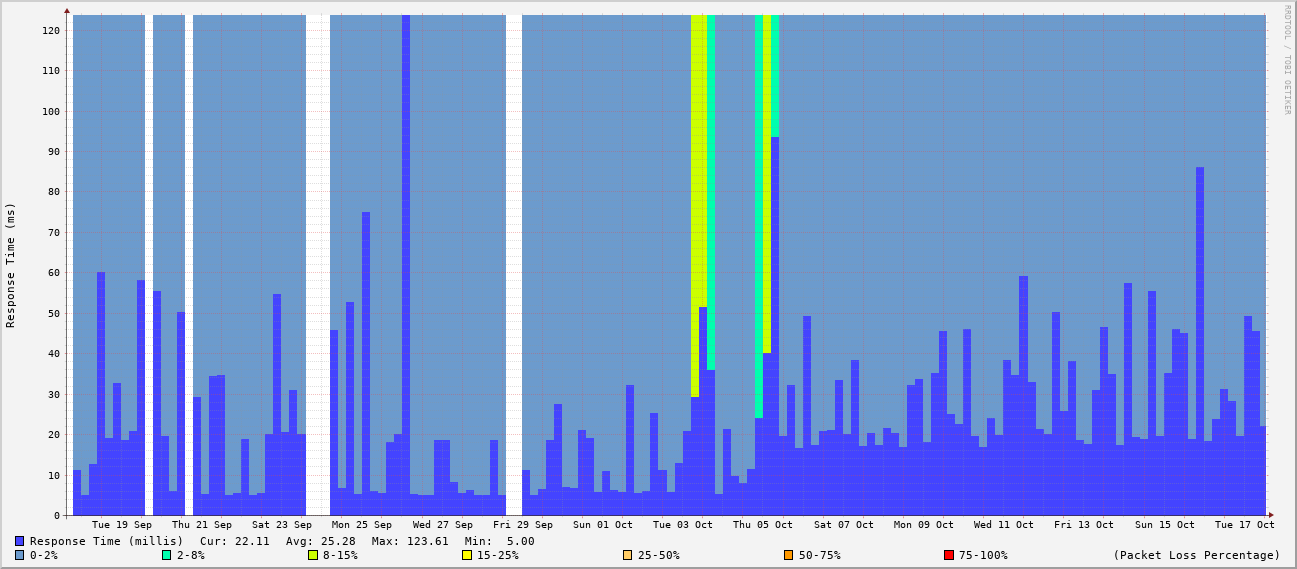 RRDTOOL / TOBI OETIKER
Response Time (ms)
120
110
100
90
80
70
60
50
40
30
20
10
0
Tue 19 Sep Thu 21 Sep Sat 23 Sep Mon 25 Sep Wed 27 Sep Fri 29 Sep Sun 01 Oct Tue 03 Oct Thu 05 Oct Sat 07 Oct Mon 09 Oct Wed 11 Oct Fri 13 Oct Sun 15 Oct Tue 17 Oct
Response Time (millis) Cur: 22.11 Avg: 25.28 Max: 123.61 Min: 5.00
0-2% 2-8% 8-15% 15-25% 25-50% 50-75% 75-100% (Packet Loss Percentage)